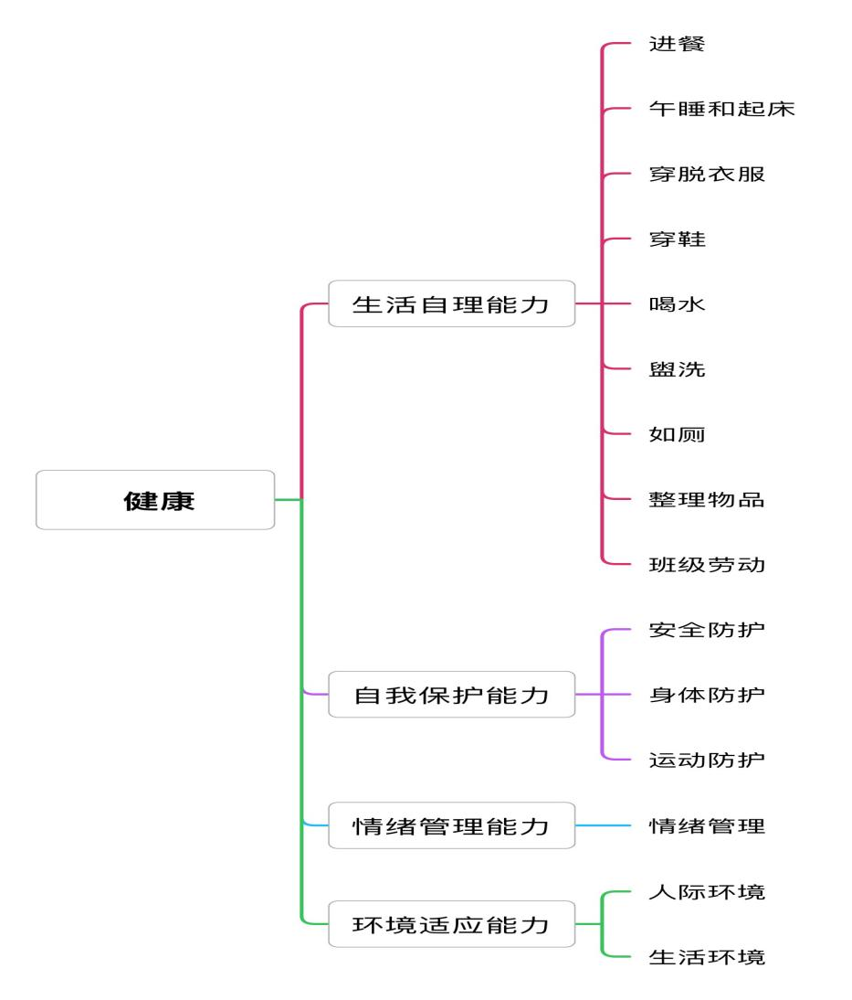 健康
生活自理能力
进餐
午睡和起床
穿脱衣服
穿鞋
喝水
盥洗
如厕
整理物品
班级劳动
自我保护能力
安全防护
身体防护
运动防护
情绪管理能力
情绪管理
环境适应能力
人际环境
生活环境